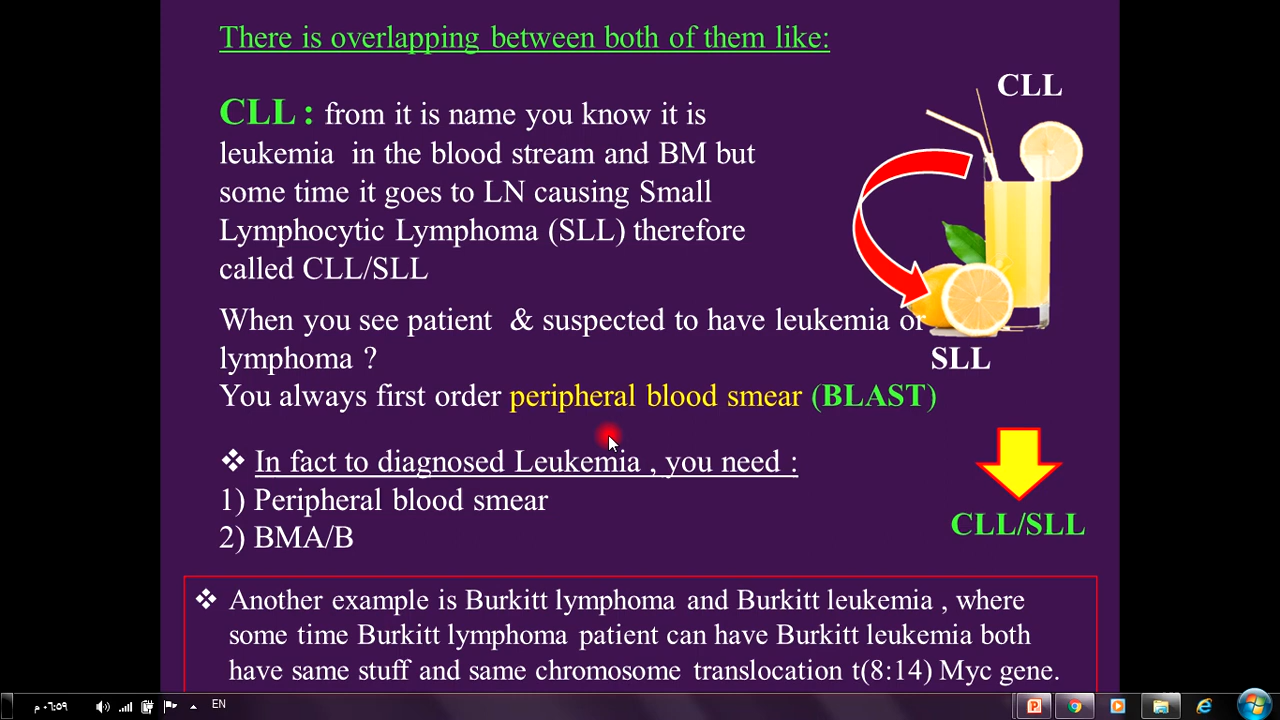 There is overlapping between both of them like:
CLL
CLL : from it is name you know it is
leukemia in the blood stream and BM but
some time it goes to LN causing Small
Lymphocytic Lymphoma (SLL) therefore
called CLL/SLL
When you see patient & suspected to have leukemia or
lymphoma ?
SLL
You always first order peripheral blood smear (BLAST)
❖ In fact to diagnosed Leukemia , you need :
1) Peripheral blood smear
2) BMA/B
CLL/SLL
❖ Another example is Burkitt lymphoma and Burkitt leukemia , where
some time Burkitt lymphoma patient can have Burkitt leukemia both
have same stuff and same chromosome translocation t(8:14) Myc gene.
م ٠٦:٥٩
EN